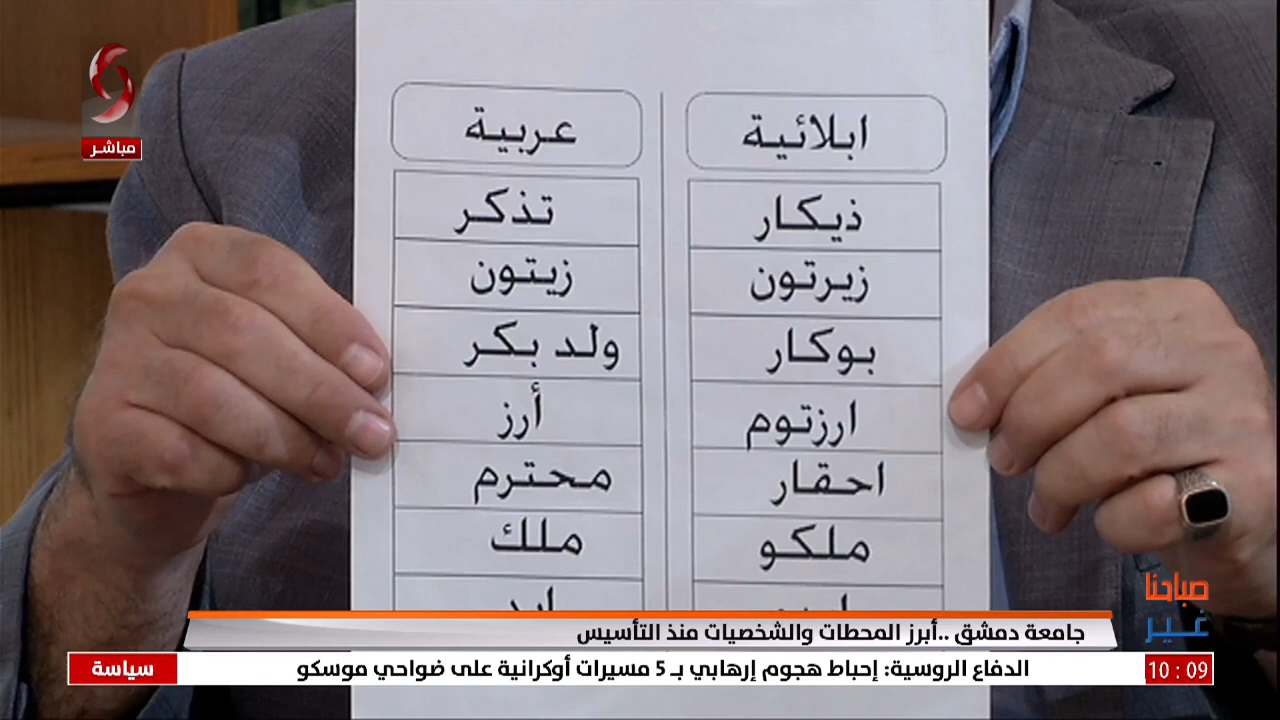 مباشر
ابلائية عربية
ذيكار تذكر
زيرتون زيتون
بوكار ولد بكر
ارزتوم أرز
احقار محترم
ملكو ملك
صباحنا غير
جامعة دمشق ..أبرز المحطات والشخصيات منذ التأسيس
10 : 09 الدفاع الروسية: إحباط هجوم إرهابي بـ 5 مسيرات أوكرانية على ضواحي موسكو سياسة